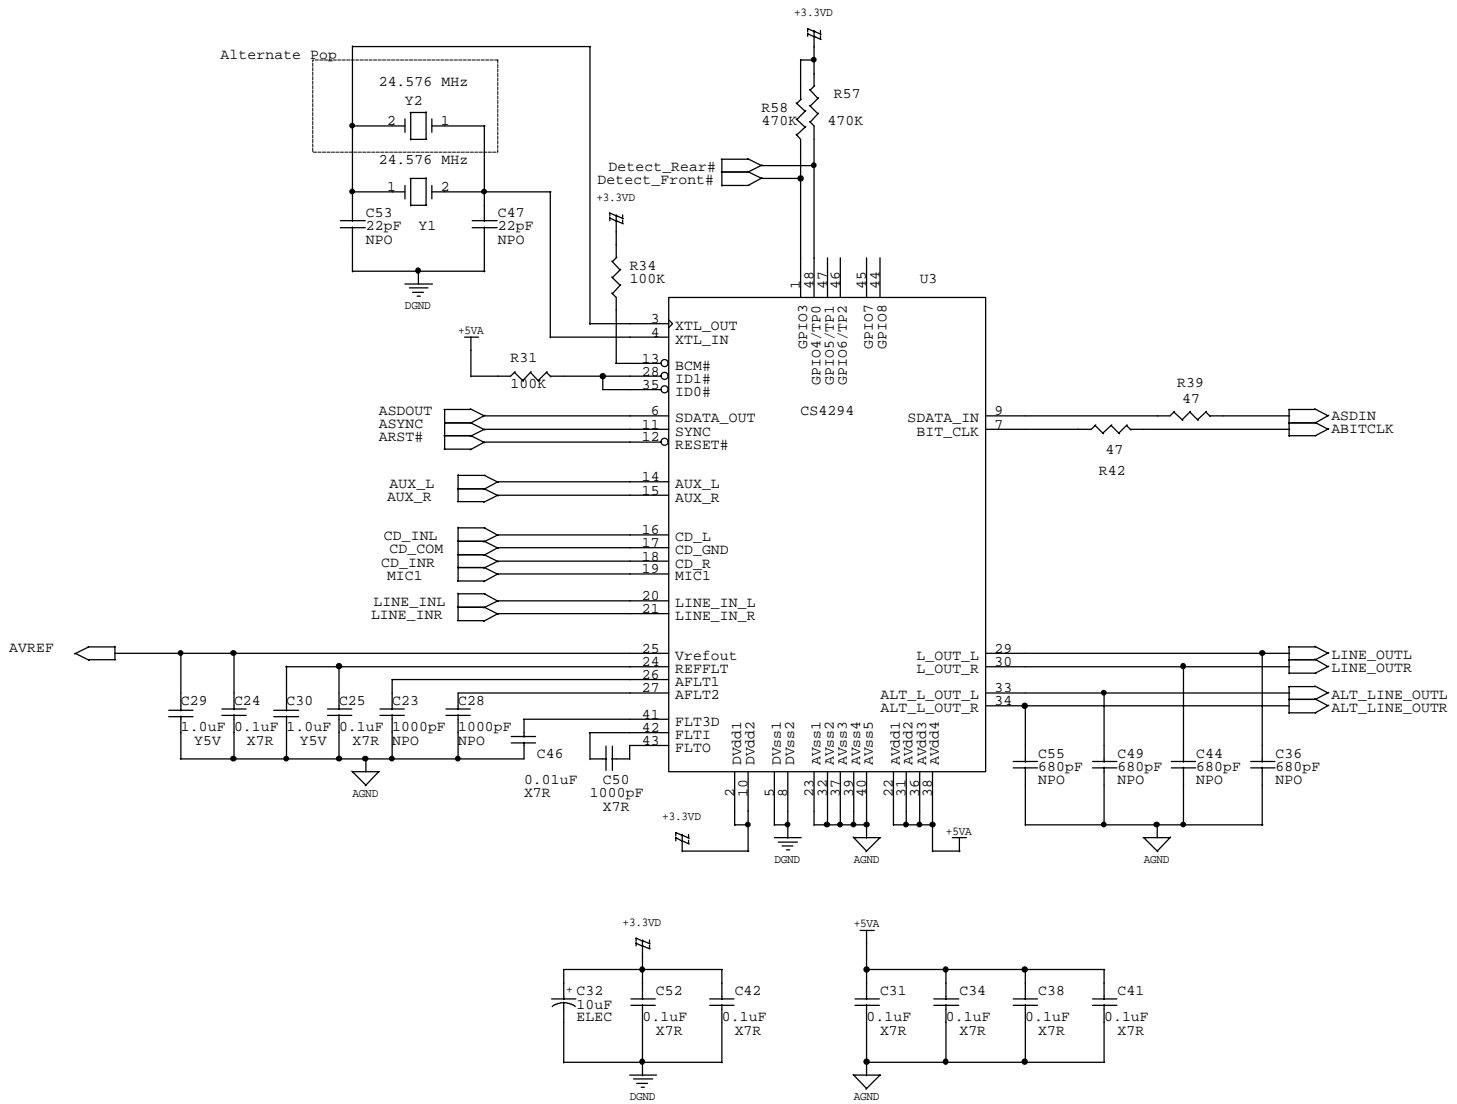 +3.3VD
Alternate Pop
24.576 MHz
Y2
2 1
24.576 MHz
1 2
Y1
C53
22pF
NPO
C47
22pF
NPO
DGND
R58
470K
R57
470K
Detect_Rear#
Detect_Front#
+3.3VD
R34
100K
+5VA
R31
100K
U3
CS4294
1 GPIO3
48 GPIO4/TP0
47 GPIO5/TP1
46 GPIO6/TP2
45 GPIO7
44 GPIO8
3 XTL_OUT
4 XTL_IN
13 BCM#
28 ID1#
35 ID0#
ASDOUT 6 SDATA_OUT
ASYNC 11 SYNC
ARST# 12 RESET#
AUX_L 14 AUX_L
AUX_R 15 AUX_R
CD_INL 16 CD_L
CD_COM 17 CD_GND
CD_INR 18 CD_R
MIC1 19 MIC1
LINE_INL 20 LINE_IN_L
LINE_INR 21 LINE_IN_R
AVREF 25 Vrefout
24 REFFLT
26 AFLT1
27 AFLT2
41 FLT3D
42 FLTI
43 FLTO
SDATA_IN 9
R39
47
ASDIN
BIT_CLK 7
47
R42
ABITCLK
L_OUT_L 29 LINE_OUTL
L_OUT_R 30 LINE_OUTR
ALT_L_OUT_L 33 ALT_LINE_OUTL
ALT_L_OUT_R 34 ALT_LINE_OUTR
C29
1.0uF
Y5V
C24
0.1uF
X7R
C30
1.0uF
Y5V
C25
0.1uF
X7R
C23
1000pF
NPO
C28
1000pF
NPO
AGND
C46
0.01uF
X7R
C50
1000pF
X7R
DVdd1 2
DVdd2 10
DVss1 5
DVss2 8
AVss1 23
AVss2 32
AVss3 37
AVss4 39
AVss5 40
AVdd1 22
AVdd2 31
AVdd3 36
AVdd4 38
+3.3VD
DGND
AGND
+5VA
C55
680pF
NPO
C49
680pF
NPO
C44
680pF
NPO
C36
680pF
NPO
AGND
+3.3VD
+ C32
10uF
ELEC
C52
0.1uF
X7R
C42
0.1uF
X7R
DGND
+5VA
C31
0.1uF
X7R
C34
0.1uF
X7R
C38
0.1uF
X7R
C41
0.1uF
X7R
AGND